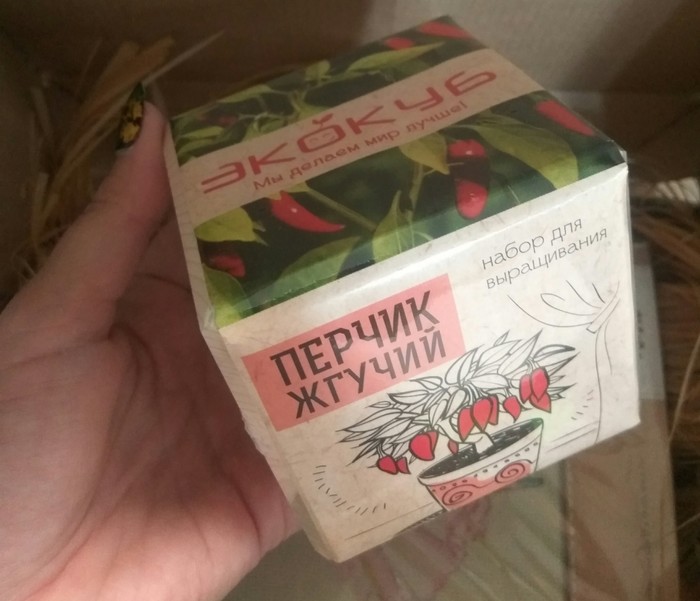 ЭКОКУБ
Мы делаем мир лучше!
набор для
выращивания
ПЕРЧИК
ЖГУЧИЙ